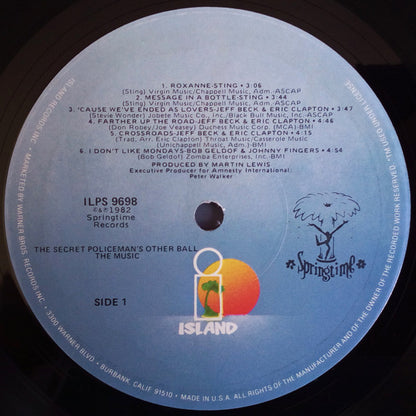 1. ROXANNE-STING • 3:06
(Sting) Virgin Music/Chappell Music, Adm.-ASCAP
2. MESSAGE IN A BOTTLE-STING • 3:44
(Sting) Virgin Music/Chappell Music, Adm.-ASCAP
3. 'CAUSE WE'VE ENDED AS LOVERS-JEFF BECK & ERIC CLAPTON • 3:47
(Stevie Wonder) Jobete Music Co., Inc./Black Bull Music, Inc.-ASCAP
4. FARTHER UP THE ROAD-JEFF BECK & ERIC CLAPTON • 4:46
(Don Robey/Joe Veasey) Duchess Music Corp. (MCA)-BMI
5. CROSSROADS-JEFF BECK & ERIC CLAPTON • 4:15
(Trad., Arr. Eric Clapton) Throat Music/Casserole Music
(Unichappell Music, Adm.)-BMI
6. I DON'T LIKE MONDAYS-BOB GELDOF & JOHNNY FINGERS • 4:54
(Bob Geldof) Zomba Enterprises, Inc.-BMI
PRODUCED BY MARTIN LEWIS
Executive Producer for Amnesty International:
Peter Walker
ILPS 9698
©&℗ 1982
Springtime
Records
THE SECRET POLICEMAN'S OTHER BALL
THE MUSIC
SIDE 1
i
ISLAND
Springtime
ISLAND RECORDS INC. • MARKETED BY WARNER BROS. RECORDS INC. • 3300 WARNER BLVD. • BURBANK, CALIF. 91510 • MADE IN U.S.A. ALL RIGHTS OF THE MANUFACTURER AND OF THE OWNER OF THE RECORDED WORK
USED UNDER LICENSE